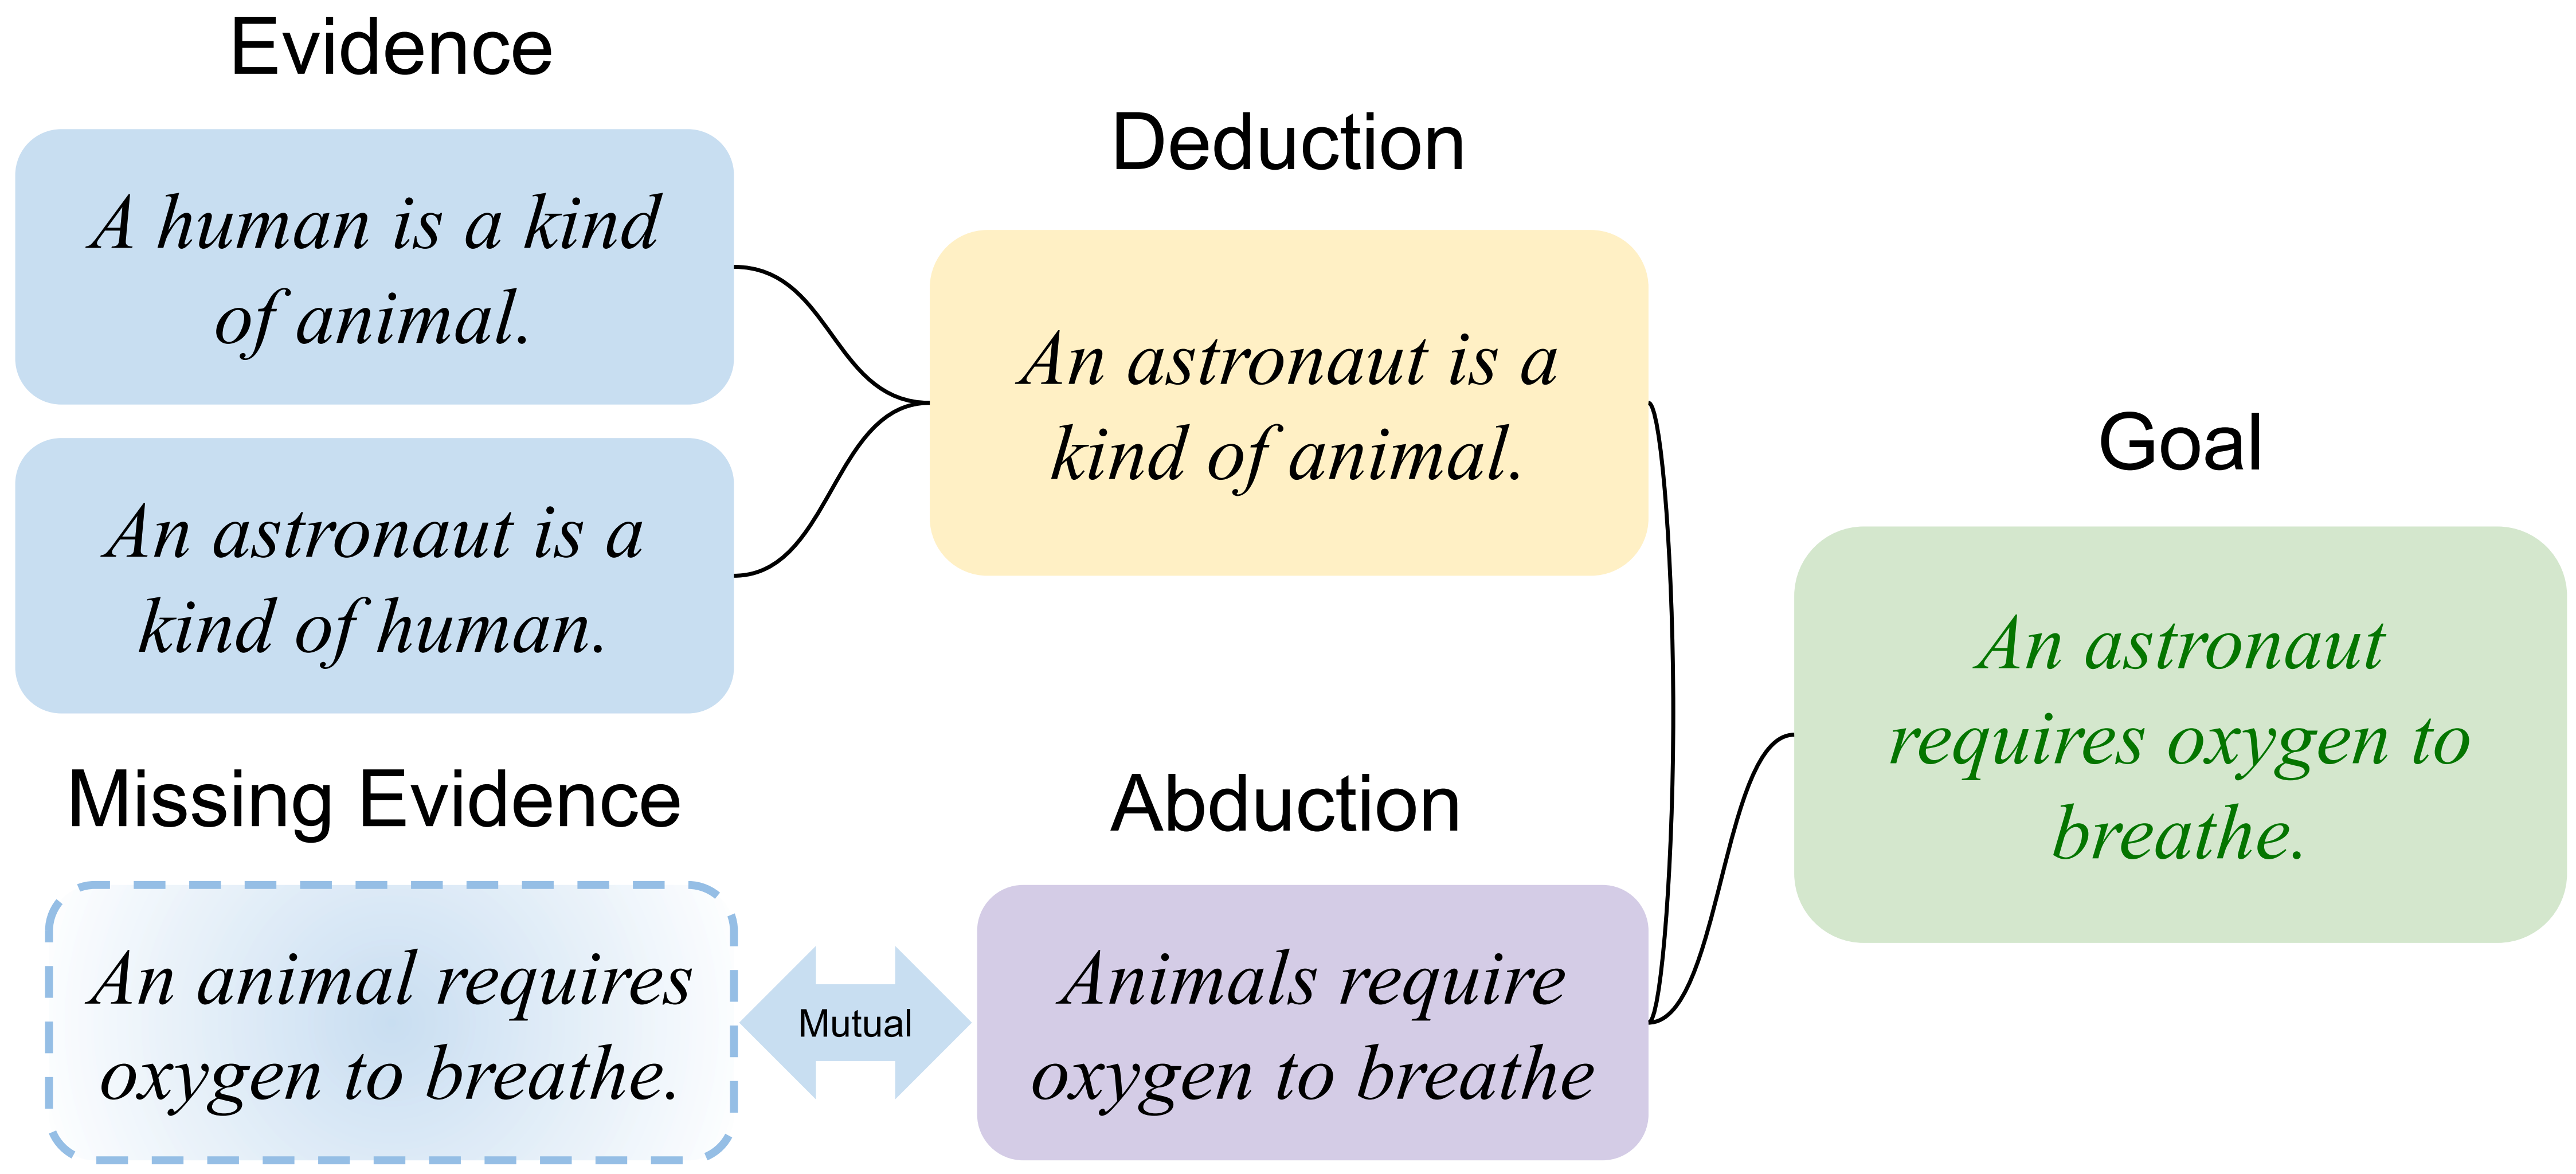 Evidence
A human is a kind
of animal.
An astronaut is a
kind of human.
Deduction
An astronaut is a
kind of animal.
Goal
An astronaut
requires oxygen to
breathe.
Missing Evidence
An animal requires
oxygen to breathe.
Mutual
Abduction
Animals require
oxygen to breathe